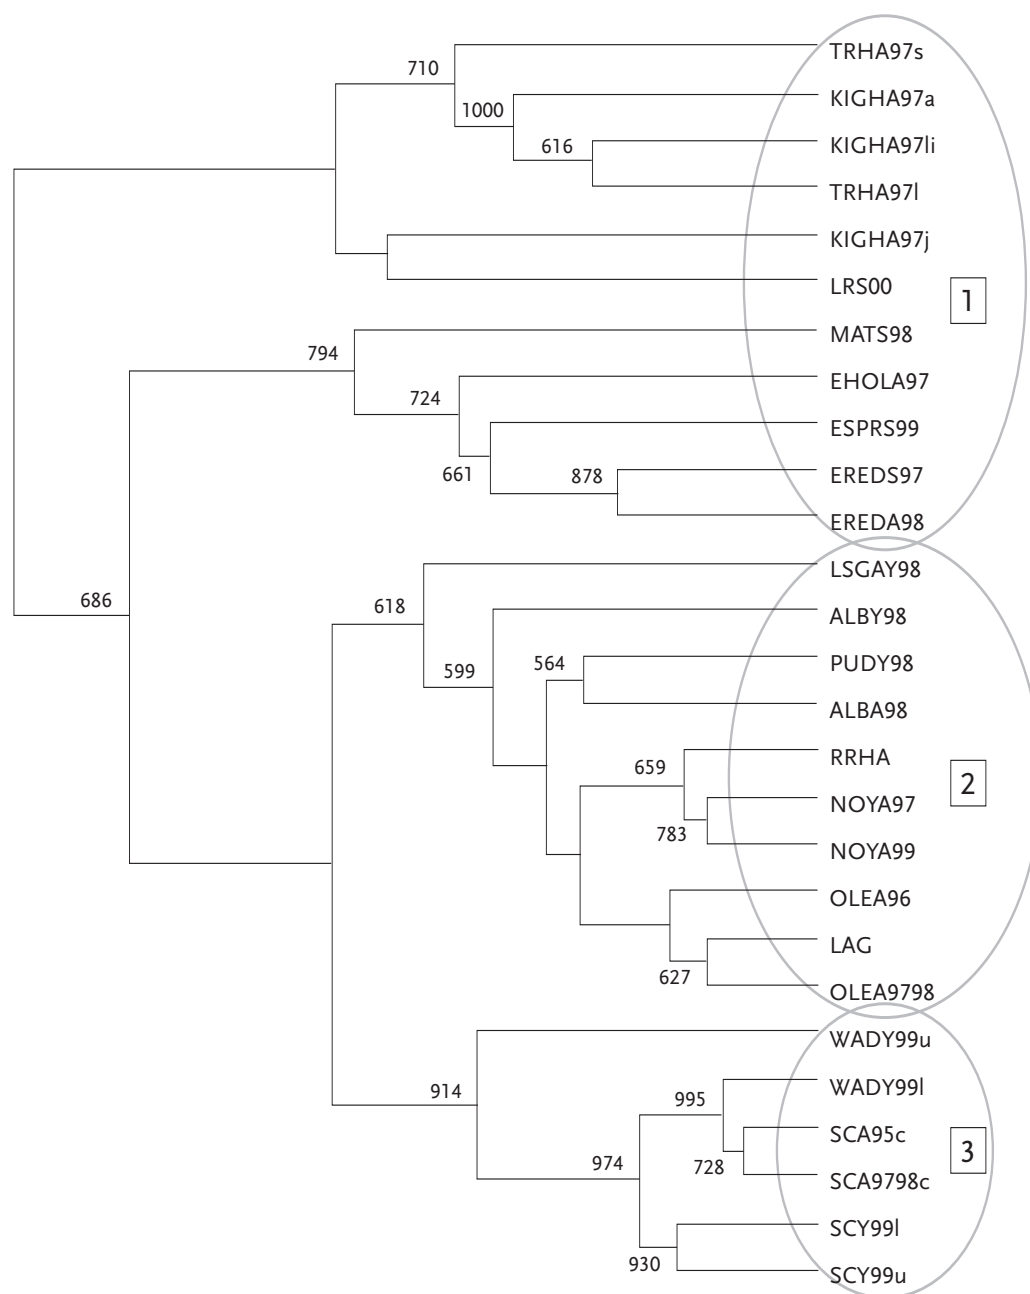 TRHA97s
710
KIGHA97a
1000
KIGHA97li
616
TRHA97l
KIGHA97j
LRS00
1
MATS98
794
EHOLA97
724
ESPRS99
661
EREDS97
878
EREDA98
LSGAY98
686
618
ALBY98
599
PUDY98
564
ALBA98
RRHA
659
2
NOYA97
783
NOYA99
OLEA96
LAG
627
OLEA9798
WADY99u
914
WADY99l
995
SCA95c
3
974
728
SCA9798c
SCY99l
930
SCY99u